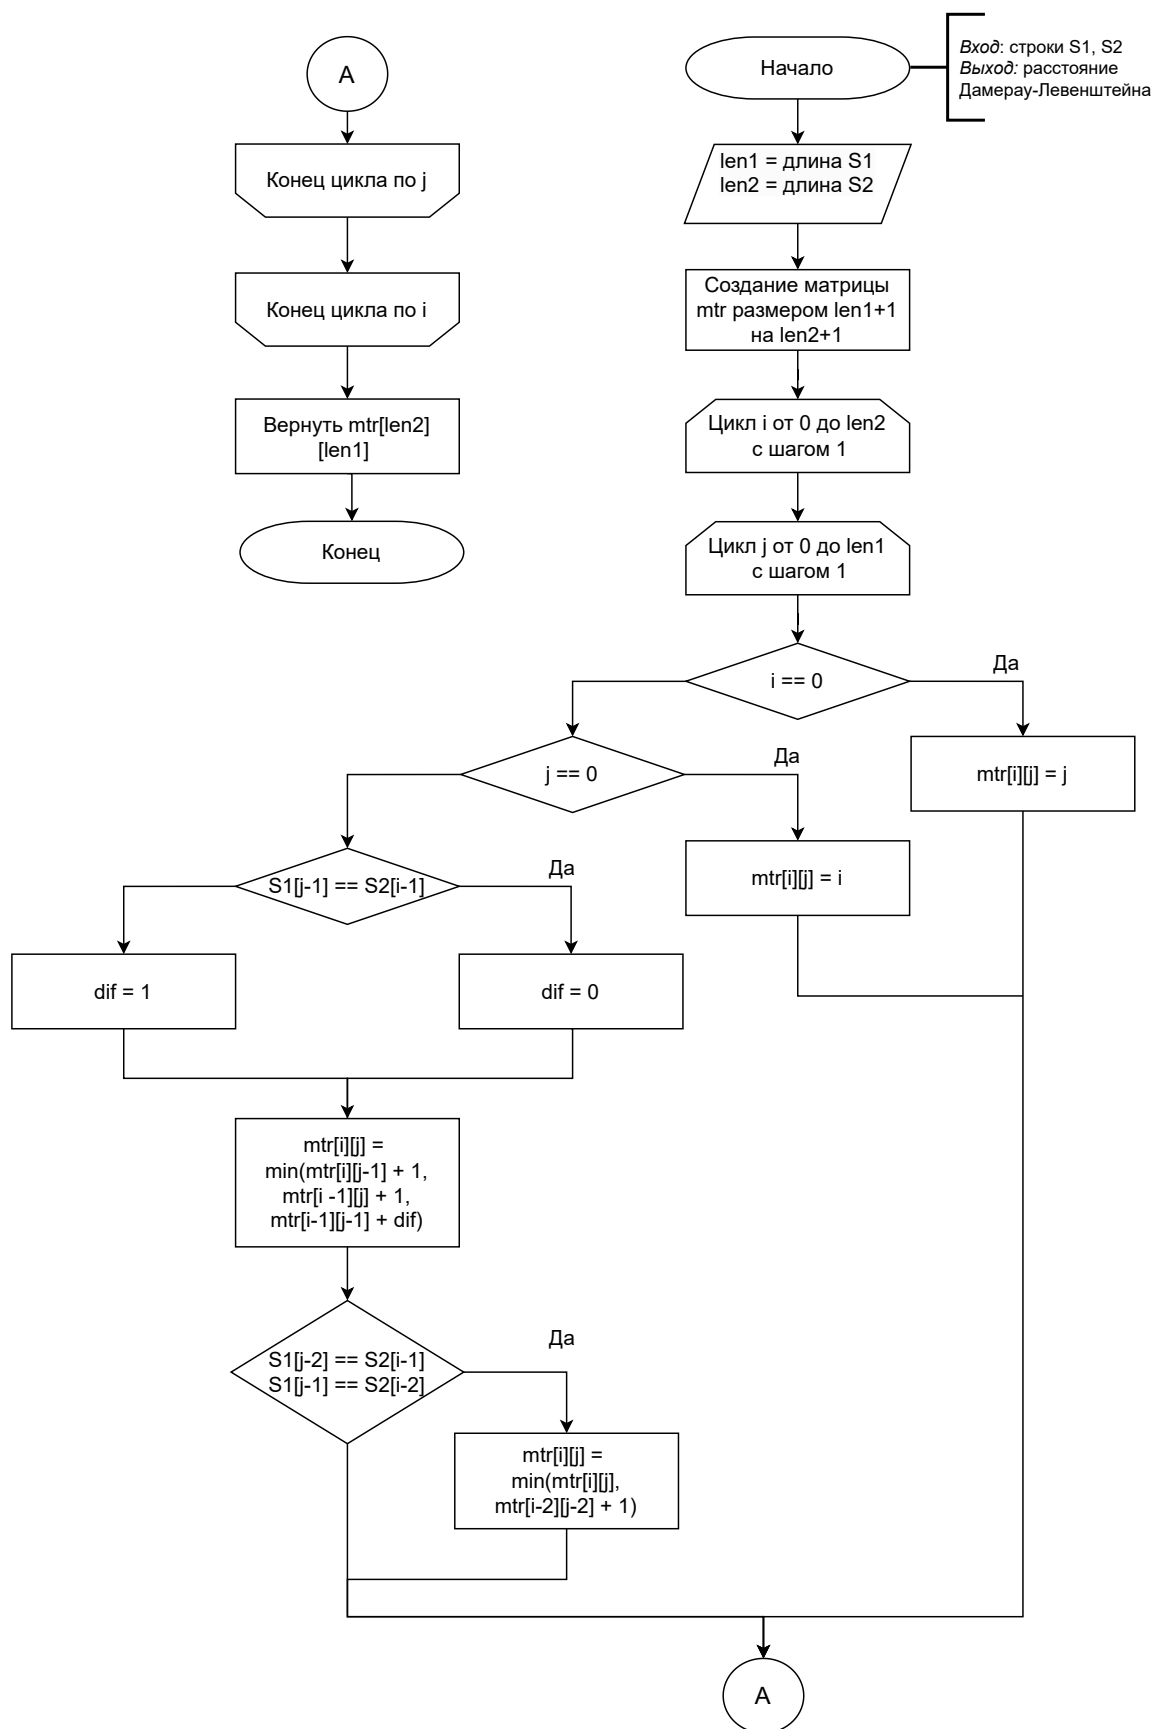 A
Конец цикла по j
Конец цикла по i
Вернуть mtr[len2]
[len1]
Конец
Начало
Вход: строки S1, S2
Выход: расстояние
Дамерау-Левенштейна
len1 = длина S1
len2 = длина S2
Создание матрицы
mtr размером len1+1
на len2+1
Цикл i от 0 до len2
с шагом 1
Цикл j от 0 до len1
с шагом 1
i == 0
Да
mtr[i][j] = j
j == 0
Да
mtr[i][j] = i
S1[j-1] == S2[i-1]
Да
dif = 1
dif = 0
mtr[i][j] =
min(mtr[i][j-1] + 1,
mtr[i -1][j] + 1,
mtr[i-1][j-1] + dif)
S1[j-2] == S2[i-1]
S1[j-1] == S2[i-2]
Да
mtr[i][j] =
min(mtr[i][j],
mtr[i-2][j-2] + 1)
A